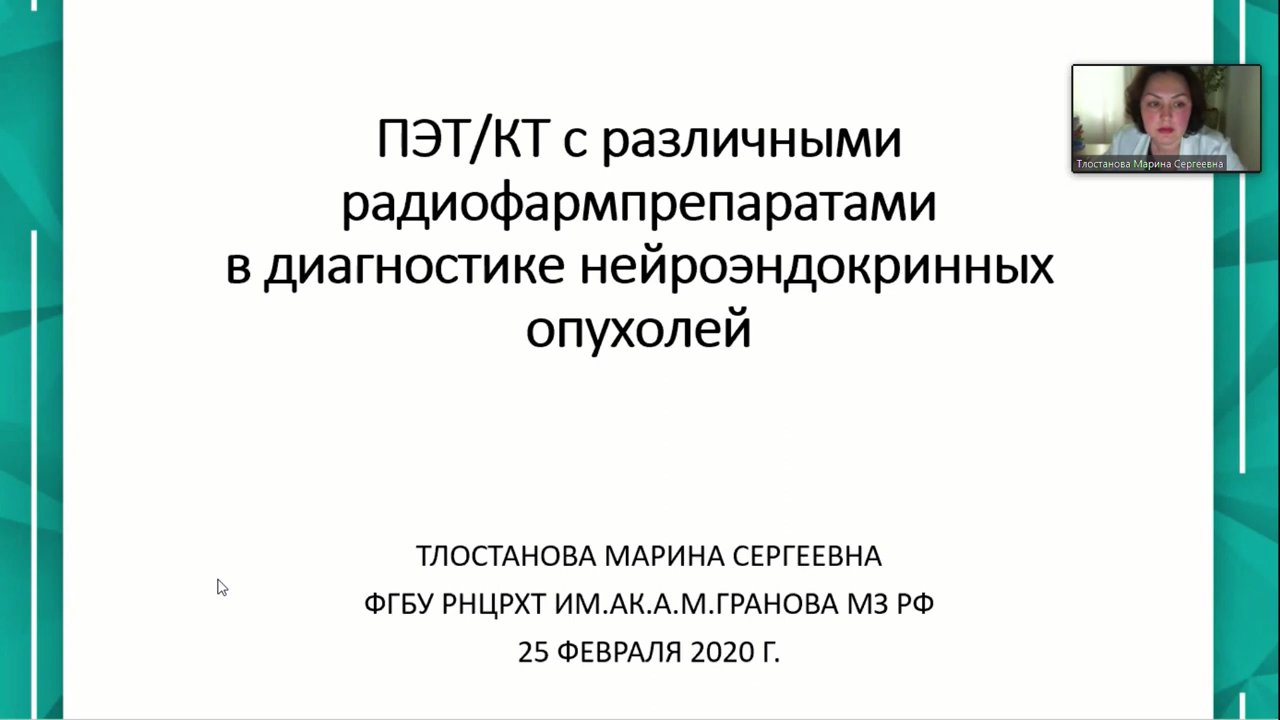 ПЭТ/КТ с различными
радиофармпрепаратами
в диагностике нейроэндокринных
опухолей
Тлостанова Марина Сергеевна
ТЛОСТАНОВА МАРИНА СЕРГЕЕВНА
ФГБУ РНЦРХТ ИМ.АК.А.М.ГРАНОВА МЗ РФ
25 ФЕВРАЛЯ 2020 Г.